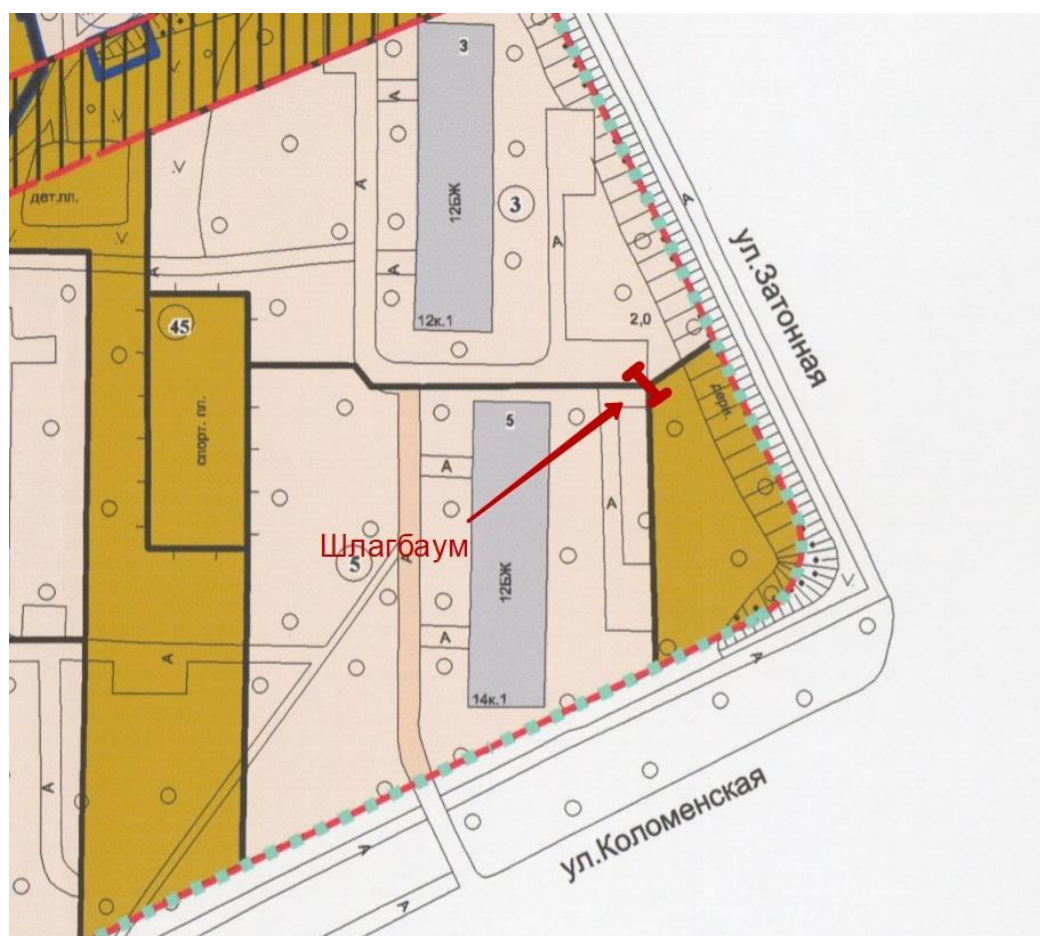 3
А
дет.пл.
12БЖ
3
А
А
А
А
А
ул.Затонная
45
12к.1
2,0
дерн.
5
спорт. пл.
А
А
Шлагбаум
5
А
12БЖ
А
А
А
14к.1
А
А
ул.Коломенская
А
А